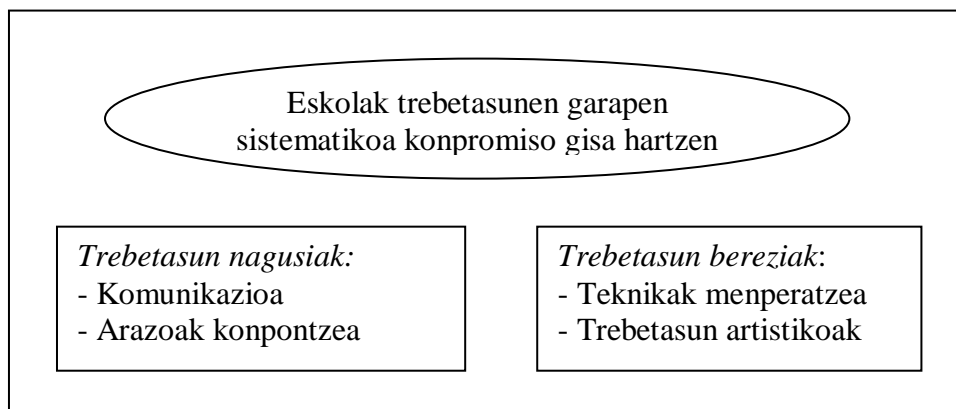 Eskolak trebetasunen garapen
sistematikoa konpromiso gisa hartzen
Trebetasun nagusiak:
- Komunikazioa
- Arazoak konpontzea
Trebetasun bereziak:
- Teknikak menperatzea
- Trebetasun artistikoak